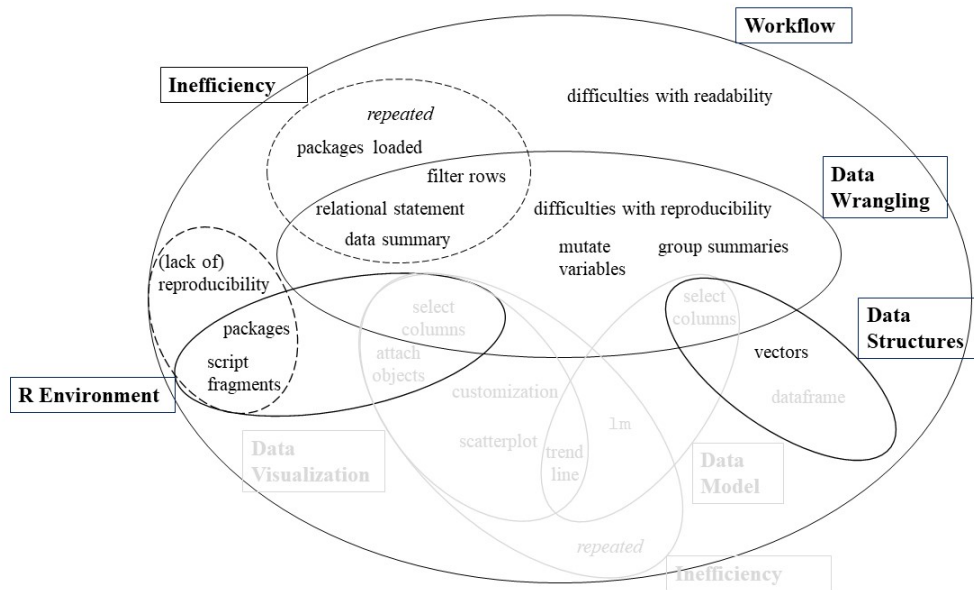 Workflow
Inefficiency
difficulties with readability
repeated
packages loaded
filter rows
Data
Wrangling
relational statement
difficulties with reproducibility
data summary
mutate
variables
group summaries
(lack of)
reproducibility
select
columns
select
columns
Data
Structures
packages
script
fragments
attach
objects
vectors
R Environment
customization
dataframe
lm
scatterplot
trend
line
Data
Visualization
Data
Model
repeated
Inefficiency